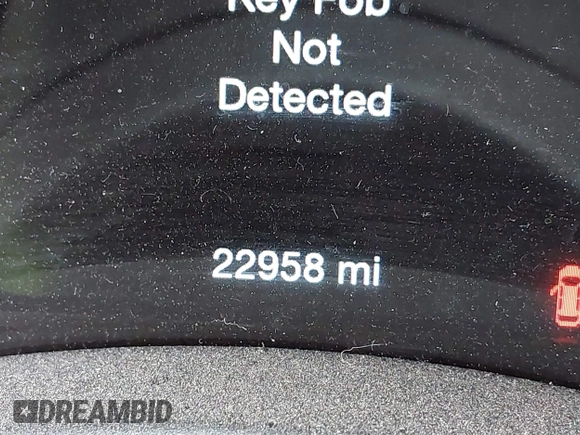 Key Fob
Not
Detected
22958 mi
DREAMBID